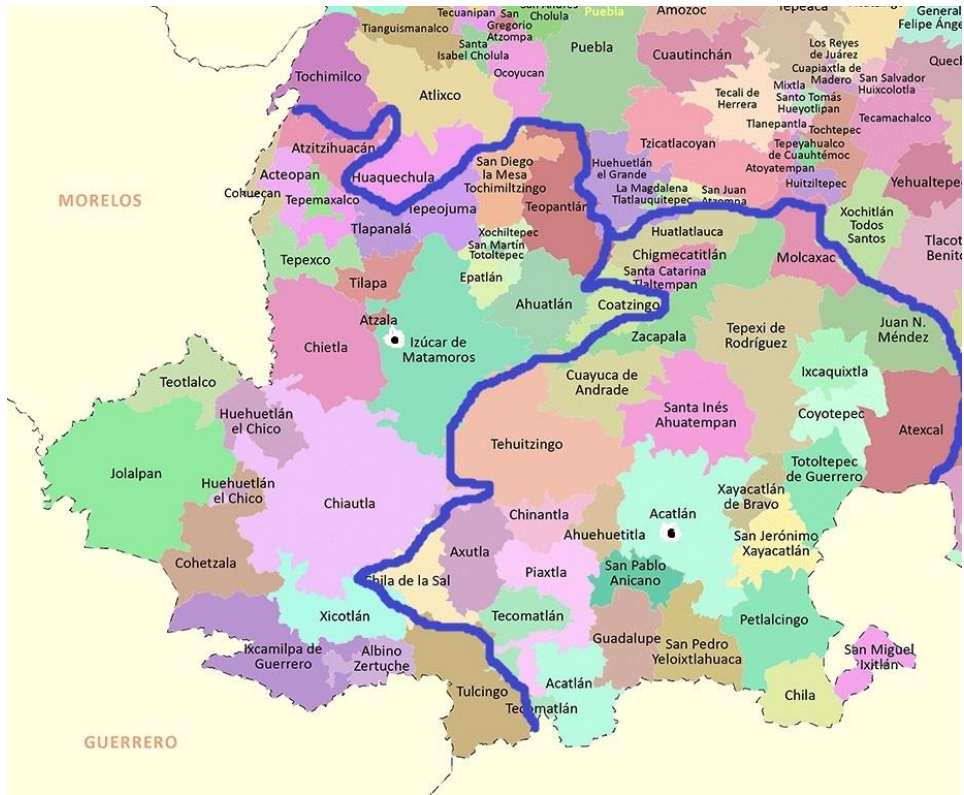 Tecuanipan
San
Gregorio
Atzompa
Cholula
Puebla
Amozoc
Tepeaca
General
Felipe Ánge
Tianguismanalco
Santa
Isabel Cholula
Ocoyucan
Puebla
Cuautinchán
Los Reyes
de Juárez
Cuapiaxtla de
Madero
Quech
Tochimilco
Atlixco
Tecali de
Herrera
Mixtla
Santo Tomás
Hueyotlipan
San Salvador
Huixcolotla
Tlanepantla
Tochtepec
Tecamachalco
Atzitzihuacán
Tzicatlacoyan
Tepeyahualco
de Cuauhtémoc
Atoyatempan
Huitziltepec
Yehualtepec
Acteopan
Huaquechula
San Diego
la Mesa
Tochimiltzingo
Huehuetlán
el Grande
La Magdalena
Tlatlauquitepec
San Juan
Atzompa
MORELOS
Cohuecan
Tepemaxalco
Tepeojuma
Teopantlán
Xochitlán
Todos
Santos
Tlapanalá
Xochiltepec
San Martín
Totoltepec
Huatlatlauca
Chigmecatitlán
Santa Catarina
Tlaltempan
Molcaxac
Tlacot
Benito
Tepexco
Tilapa
Epatlán
Ahuatlán
Coatzingo
Atzala
Izúcar de
Matamoros
Zacapala
Tepexi de
Rodríguez
Juan N.
Méndez
Chietla
Teotlalco
Cuayuca de
Andrade
Ixcaquixtla
Huehuetlán
el Chico
Santa Inés
Ahuatempan
Coyotepec
Atexcal
Tehuitzingo
Jolalpan
Huehuetlán
el Chico
Chiautla
Totoltepec
de Guerrero
Chinantla
Acatlán
Xayacatlán
de Bravo
Ahuehuetitla
San Jerónimo
Xayacatlán
Cohetzala
Axutla
Piaxtla
San Pablo
Anicano
Chila de la Sal
Xicotlán
Tecomatlán
Petlalcingo
Ixcamilpa de
Guerrero
Albino
Zertuche
Guadalupe
San Pedro
Yeloixtlahuaca
San Miguel
Ixitlán
Tulcingo
Acatlán
Chila
Tecomatlán
GUERRERO